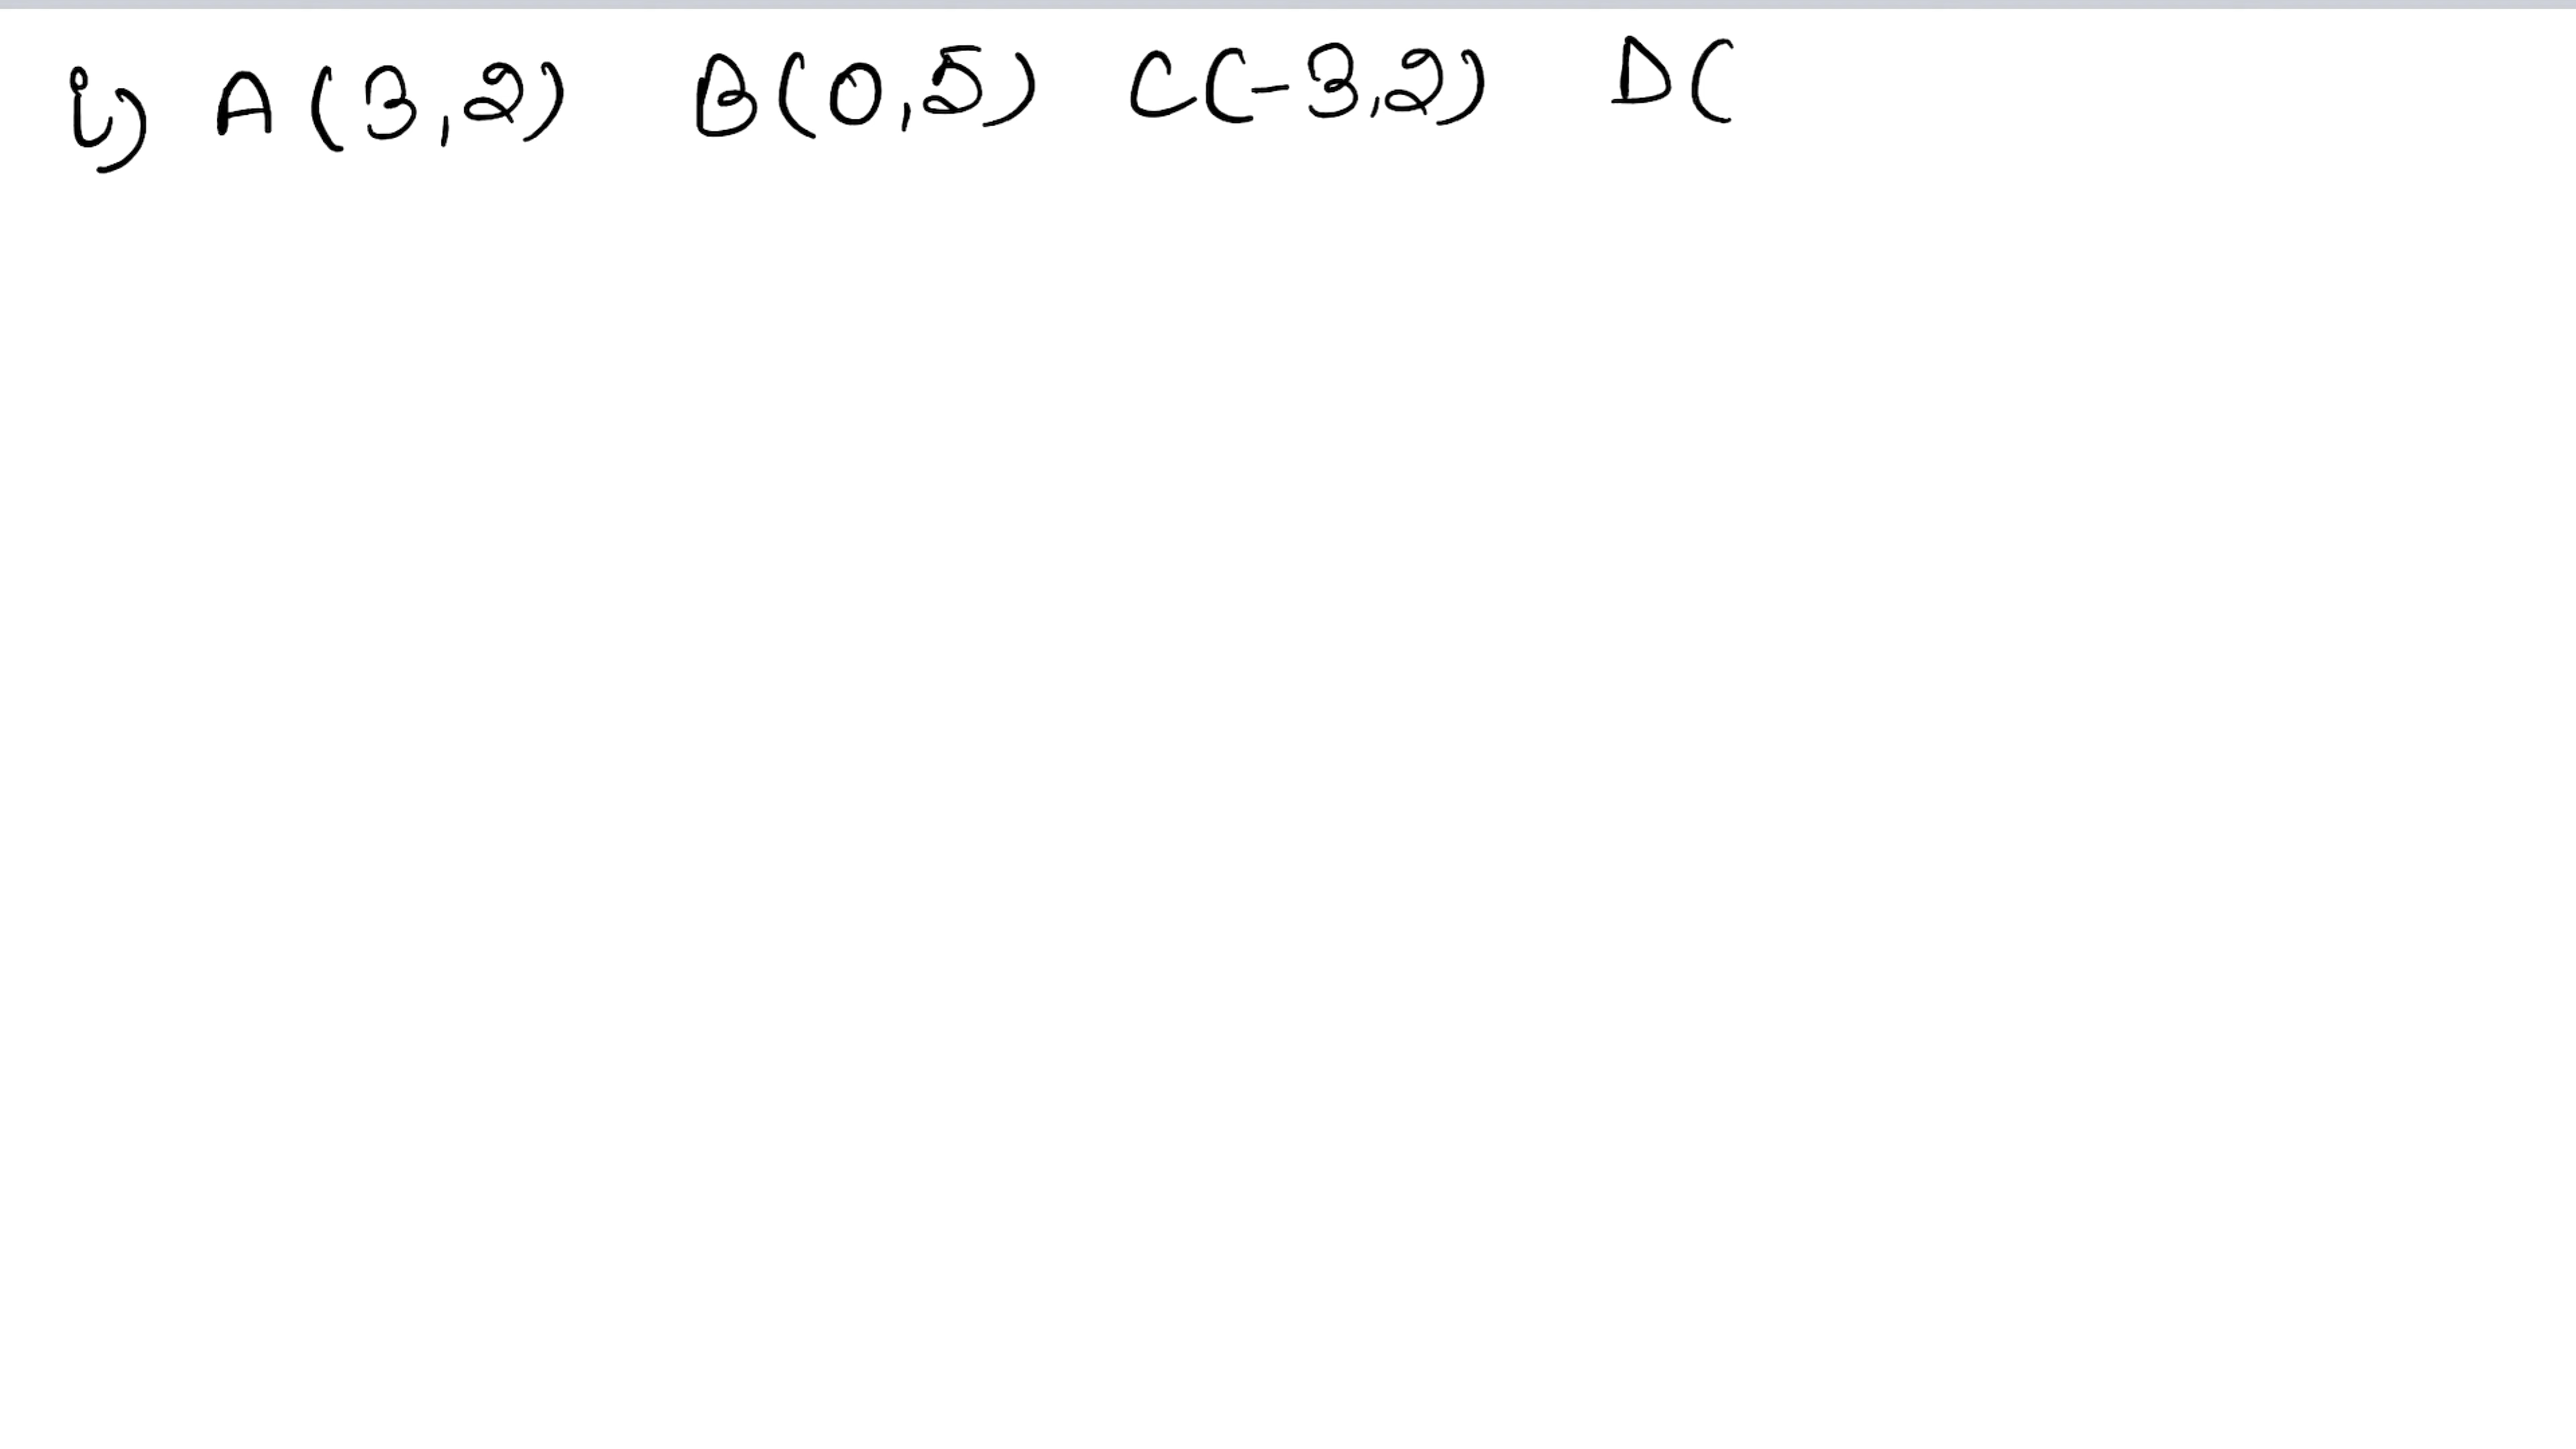 i) A (3,2) B(0,5) C(-3,2) D(